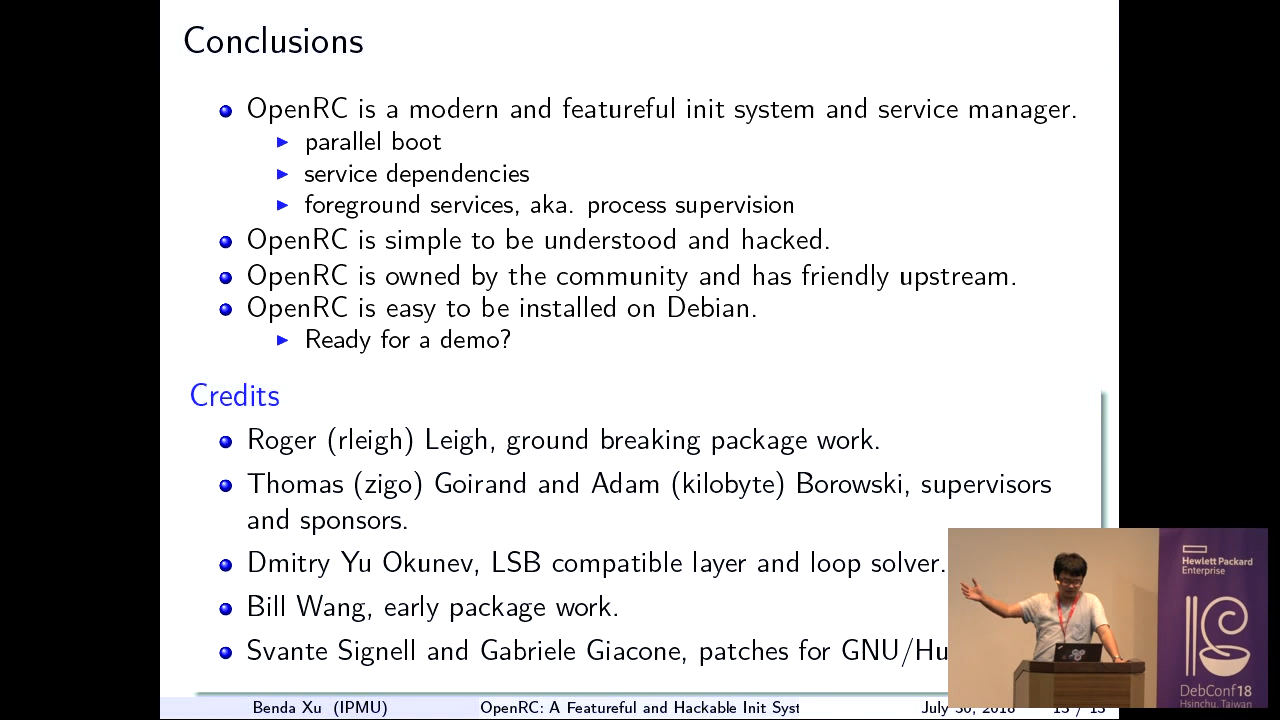 Conclusions
OpenRC is a modern and featureful init system and service manager.
parallel boot
service dependencies
foreground services, aka. process supervision
OpenRC is simple to be understood and hacked.
OpenRC is owned by the community and has friendly upstream.
OpenRC is easy to be installed on Debian.
Ready for a demo?
Credits
Roger (rleigh) Leigh, ground breaking package work.
Thomas (zigo) Goirand and Adam (kilobyte) Borowski, supervisors
and sponsors.
Dmitry Yu Okunev, LSB compatible layer and loop solver.
Bill Wang, early package work.
Svante Signell and Gabriele Giacone, patches for GNU/Hu
Benda Xu (IPMU) OpenRC: A Featureful and Hackable Init Syst July 30, 2018 13 / 13
Hewlett Packard
Enterprise
DebConf18
Hsinchu, Taiwan